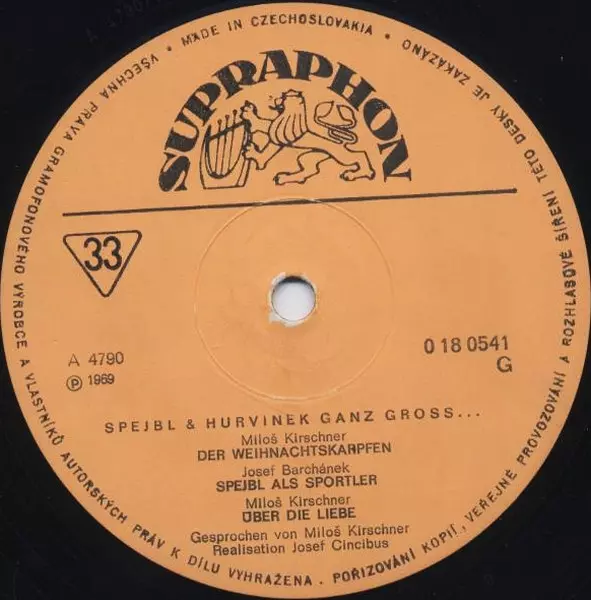 MADE IN CZECHOSLOVAKIA • VŠECHNA PRÁVA GRAMOFONOVÉHO VÝROBCE A VLASTNÍKŮ AUTORSKÝCH PRÁV K DÍLU VYHRAŽENA. POŘIZOVÁNÍ KOPIÍ, VEŘEJNÉ PROVOZOVÁNÍ A ROZHLASOVÉ ŠÍŘENÍ TÉTO DESKY JE ZAKÁZÁNO •
SUPRAPHON
33
A 4790
℗ 1969
0 18 0541
G
SPEJBL & HURVINEK GANZ GROSS...
Miloš Kirschner
DER WEIHNACHTSKARPFEN
Josef Barchánek
SPEJBL ALS SPORTLER
Miloš Kirschner
ÜBER DIE LIEBE
Gesprochen von Miloš Kirschner
Realisation Josef Cincibus